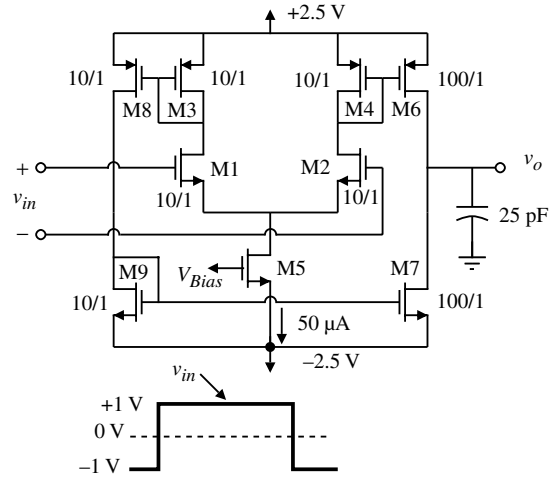 +2.5 V
10/1
10/1
10/1
100/1
M8
M3
M4
M6
v_o
+
M1
M2
v_in
10/1
10/1
25 pF
−
M9
V_Bias
M5
M7
10/1
100/1
50 µA
−2.5 V
v_in
+1 V
0 V
−1 V